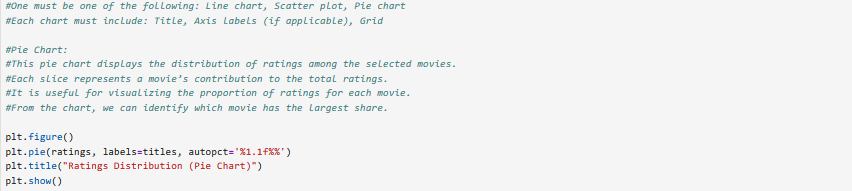 #One must be one of the following: Line chart, Scatter plot, Pie chart
#Each chart must include: Title, Axis labels (if applicable), Grid
#Pie Chart:
#This pie chart displays the distribution of ratings among the selected movies.
#Each slice represents a movie’s contribution to the total ratings.
#It is useful for visualizing the proportion of ratings for each movie.
#From the chart, we can identify which movie has the largest share.
plt.figure()
plt.pie(ratings, labels=titles, autopct='%1.1f%%')
plt.title("Ratings Distribution (Pie Chart)")
plt.show()